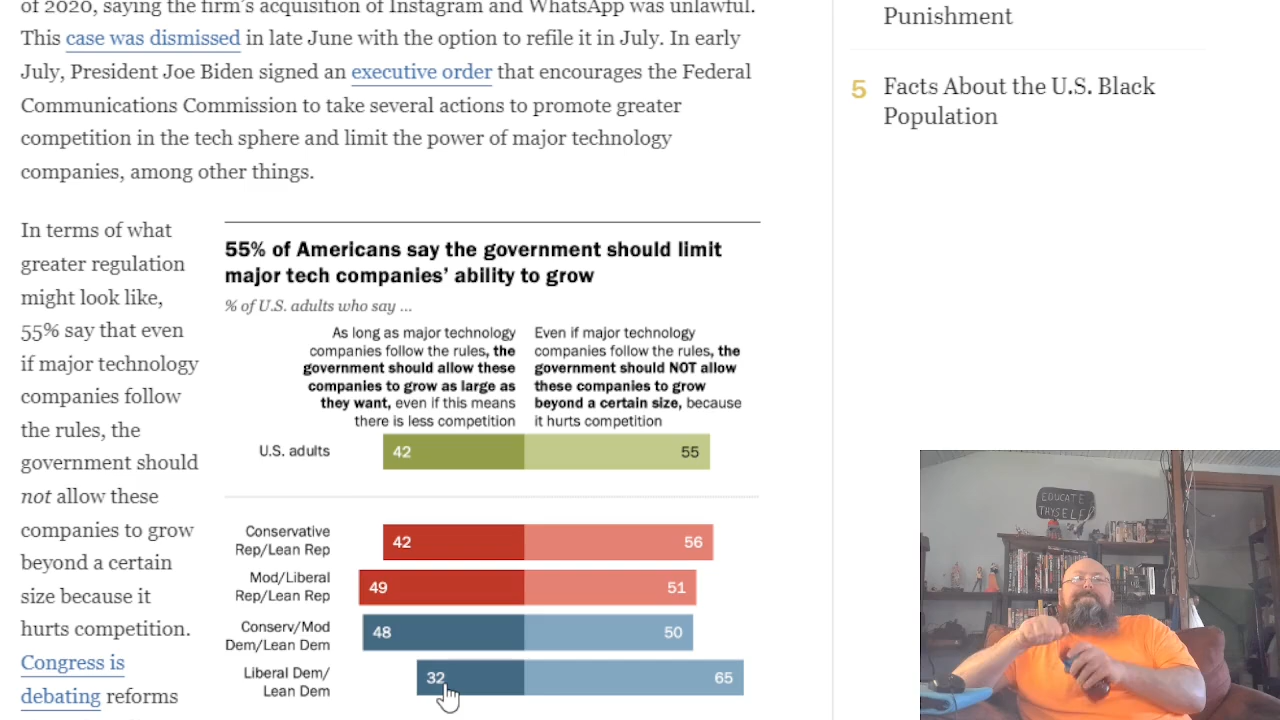 of 2020, saying the firm's acquisition of Instagram and WhatsApp was unlawful.
This case was dismissed in late June with the option to refile it in July. In early
July, President Joe Biden signed an executive order that encourages the Federal
Communications Commission to take several actions to promote greater
competition in the tech sphere and limit the power of major technology
companies, among other things.
In terms of what
greater regulation
might look like,
55% say that even
if major technology
companies follow
the rules, the
government should
not allow these
companies to grow
beyond a certain
size because it
hurts competition.
Congress is
debating reforms
55% of Americans say the government should limit
major tech companies' ability to grow
% of U.S. adults who say ...
As long as major technology
companies follow the rules, the
government should allow these
companies to grow as large as
they want, even if this means
there is less competition
Even if major technology
companies follow the rules, the
government should NOT allow
these companies to grow
beyond a certain size, because
it hurts competition
U.S. adults 42 55
Conservative
Rep/Lean Rep 42 56
Mod/Liberal
Rep/Lean Rep 49 51
Conserv/Mod
Dem/Lean Dem 48 50
Liberal Dem/
Lean Dem 32 65
Punishment
5 Facts About the U.S. Black
Population
EDUCATE
THYSELF